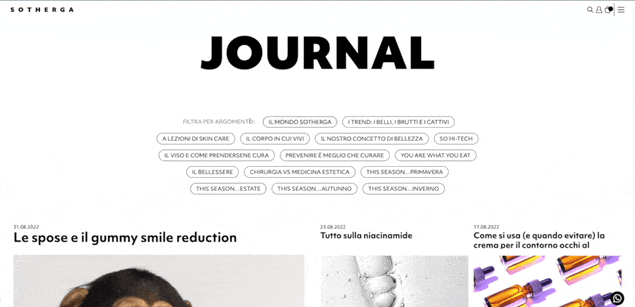 SOTHERGA
JOURNAL
FILTRA PER ARGOMENTO: IL MONDO SOTHERGA I TREND: I BELLI, I BRUTTI E I CATTIVI
A LEZIONI DI SKIN CARE IL CORPO IN CUI VIVI IL NOSTRO CONCETTO DI BELLEZZA SO HI-TECH
IL VISO E COME PRENDERSENE CURA PREVENIRE È MEGLIO CHE CURARE YOU ARE WHAT YOU EAT
IL BELLESSERE CHIRURGIA VS MEDICINA ESTETICA THIS SEASON...PRIMAVERA
THIS SEASON...ESTATE THIS SEASON...AUTUNNO THIS SEASON...INVERNO
31.08.2022
Le spose e il gummy smile reduction
23.08.2022
Tutto sulla niacinamide
17.08.2022
Come si usa (e quando evitare) la
crema per il contorno occhi al